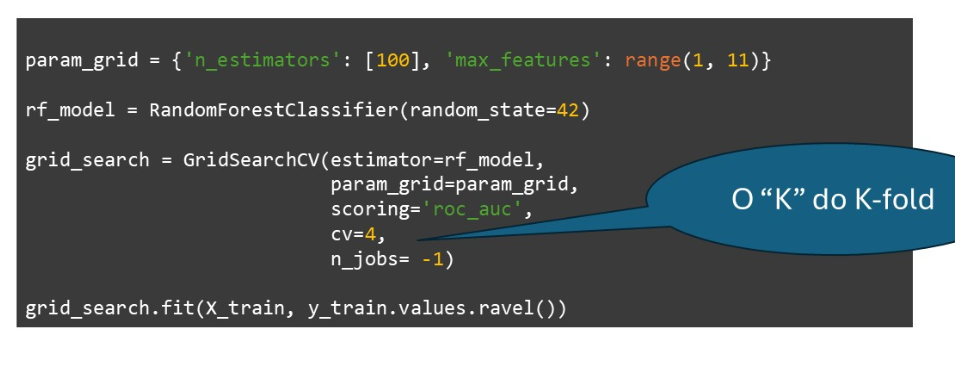 param_grid = {'n_estimators': [100], 'max_features': range(1, 11)}
rf_model = RandomForestClassifier(random_state=42)
grid_search = GridSearchCV(estimator=rf_model,
param_grid=param_grid,
scoring='roc_auc',
cv=4,
n_jobs= -1)
grid_search.fit(X_train, y_train.values.ravel())
O “K” do K-fold